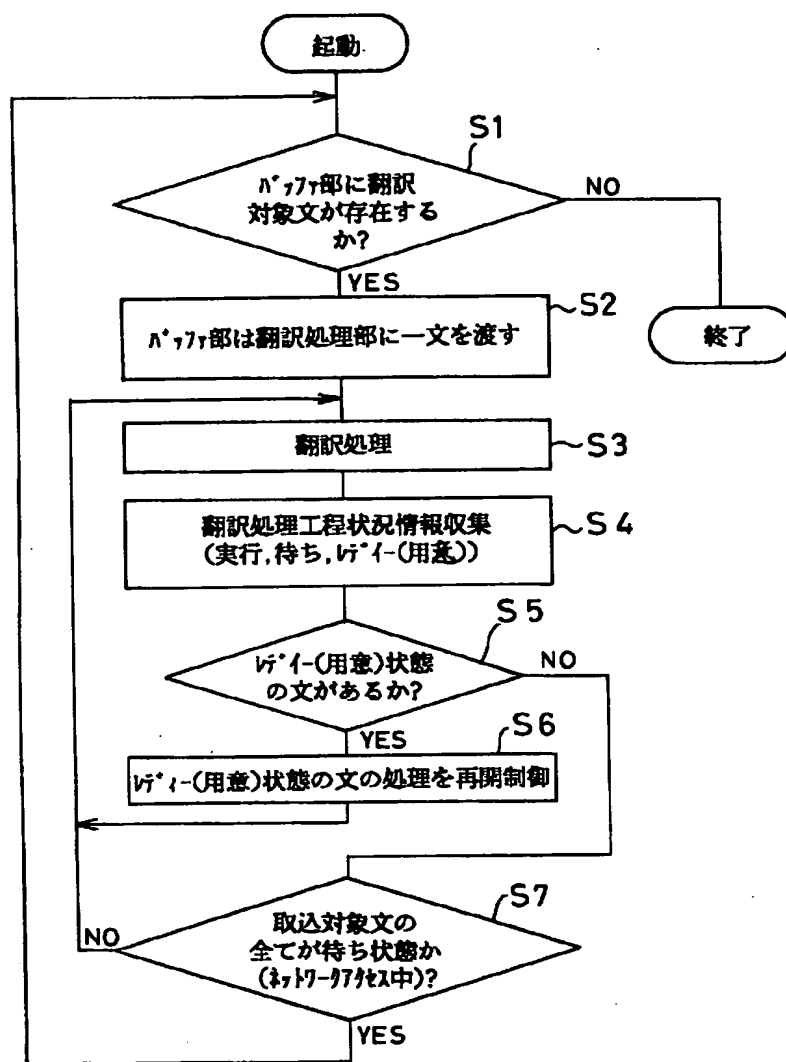 起動
S1
バッファ部に翻訳
対象文が存在する
か?
NO
YES
S2
バッファ部は翻訳処理部に一文を渡す
終了
翻訳処理
S3
翻訳処理工程状況情報収集
(実行,待ち,レディー(用意))
S4
S5
レディー(用意)状態
の文があるか?
NO
YES
S6
レディー(用意)状態の文の処理を再開制御
S7
取込対象文の
全てが待ち状態か
(ネットワークアクセス中)?
NO
YES